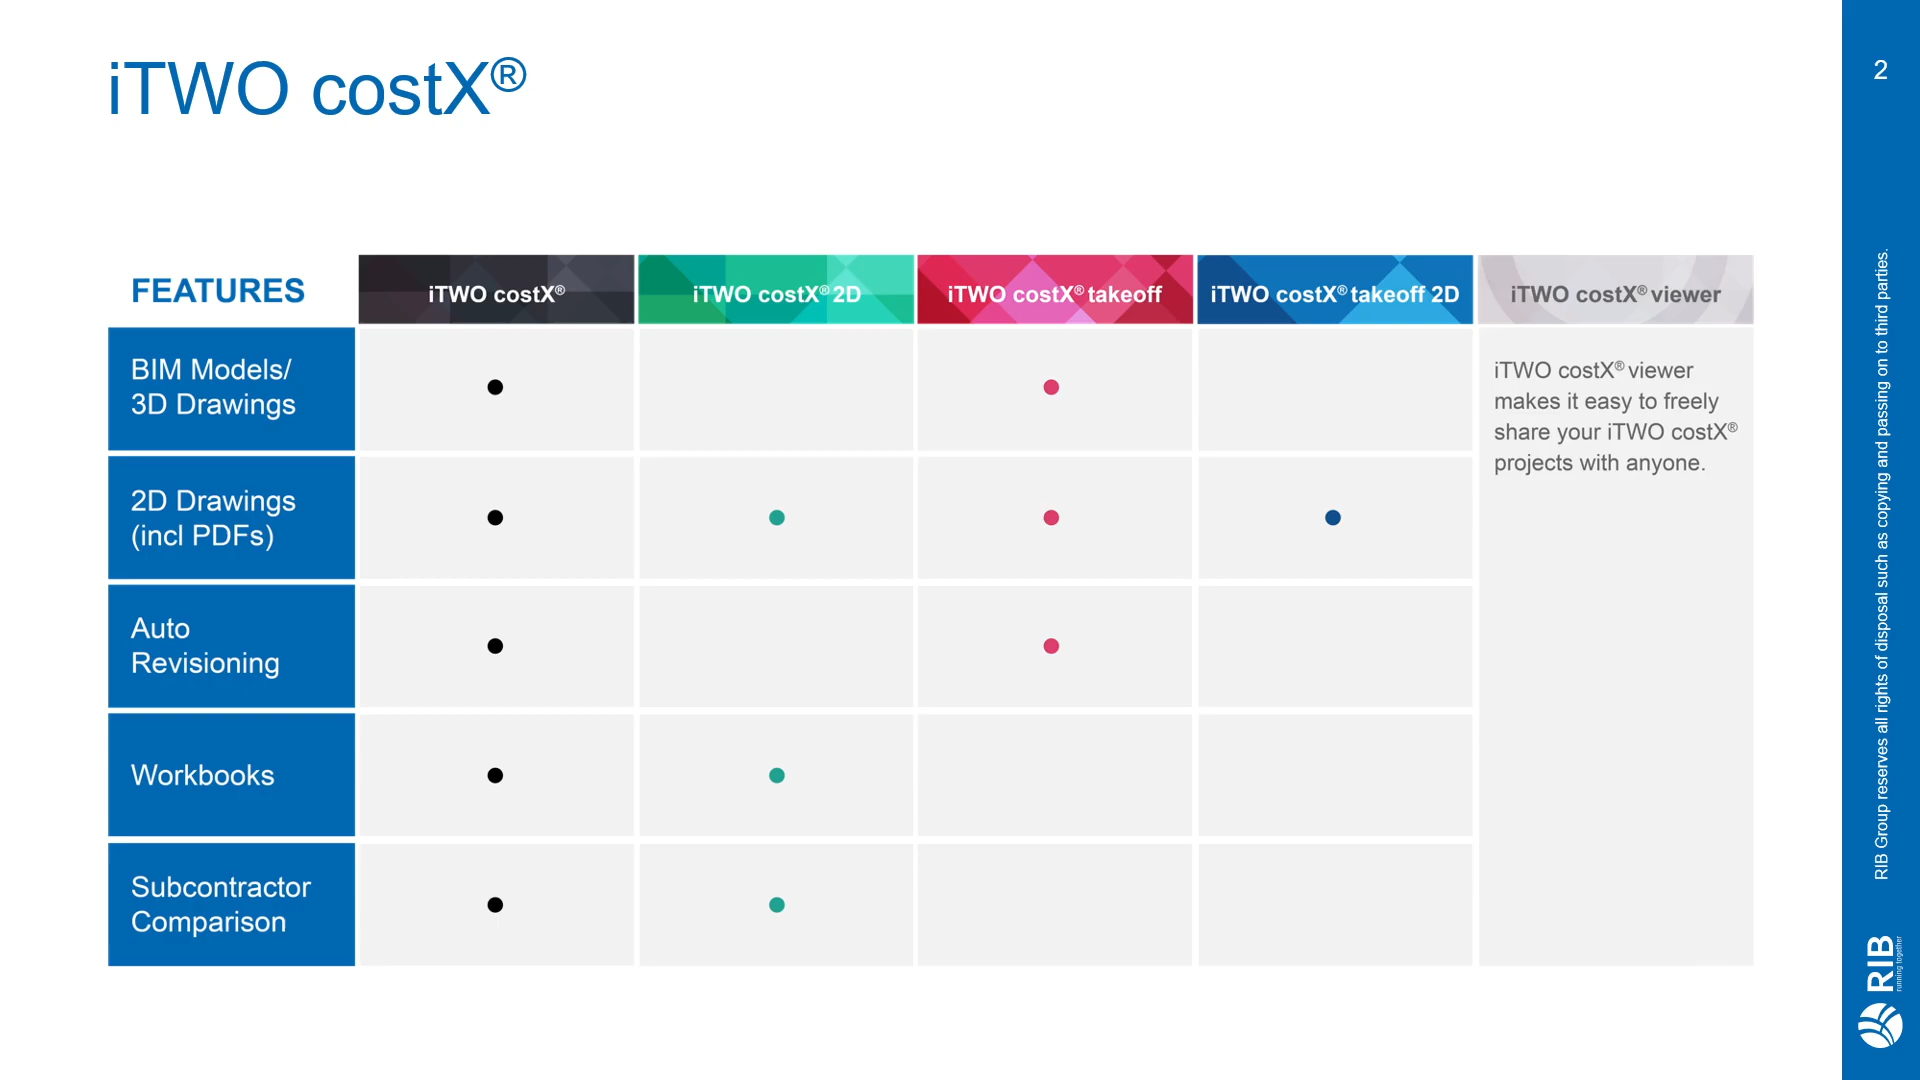 iTWO costX®
2
FEATURES
iTWO costX®
iTWO costX® 2D
iTWO costX® takeoff
iTWO costX® takeoff 2D
iTWO costX® viewer
BIM Models/
3D Drawings
iTWO costX® viewer
makes it easy to freely
share your iTWO costX®
projects with anyone.
2D Drawings
(incl PDFs)
Auto
Revisioning
Workbooks
Subcontractor
Comparison
RIB Group reserves all rights of disposal such as copying and passing on to third parties.
RIB
running together